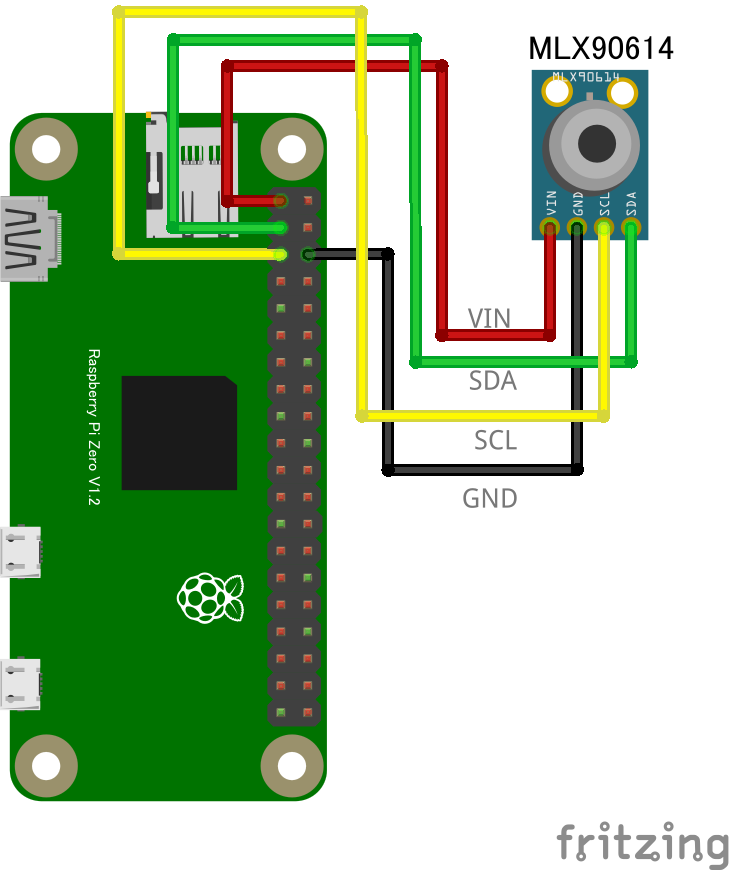 MLX90614
MLX90614
VIN
GND
SCL
SDA
VIN
SDA
Raspberry Pi Zero V1.2
SCL
GND
fritzing